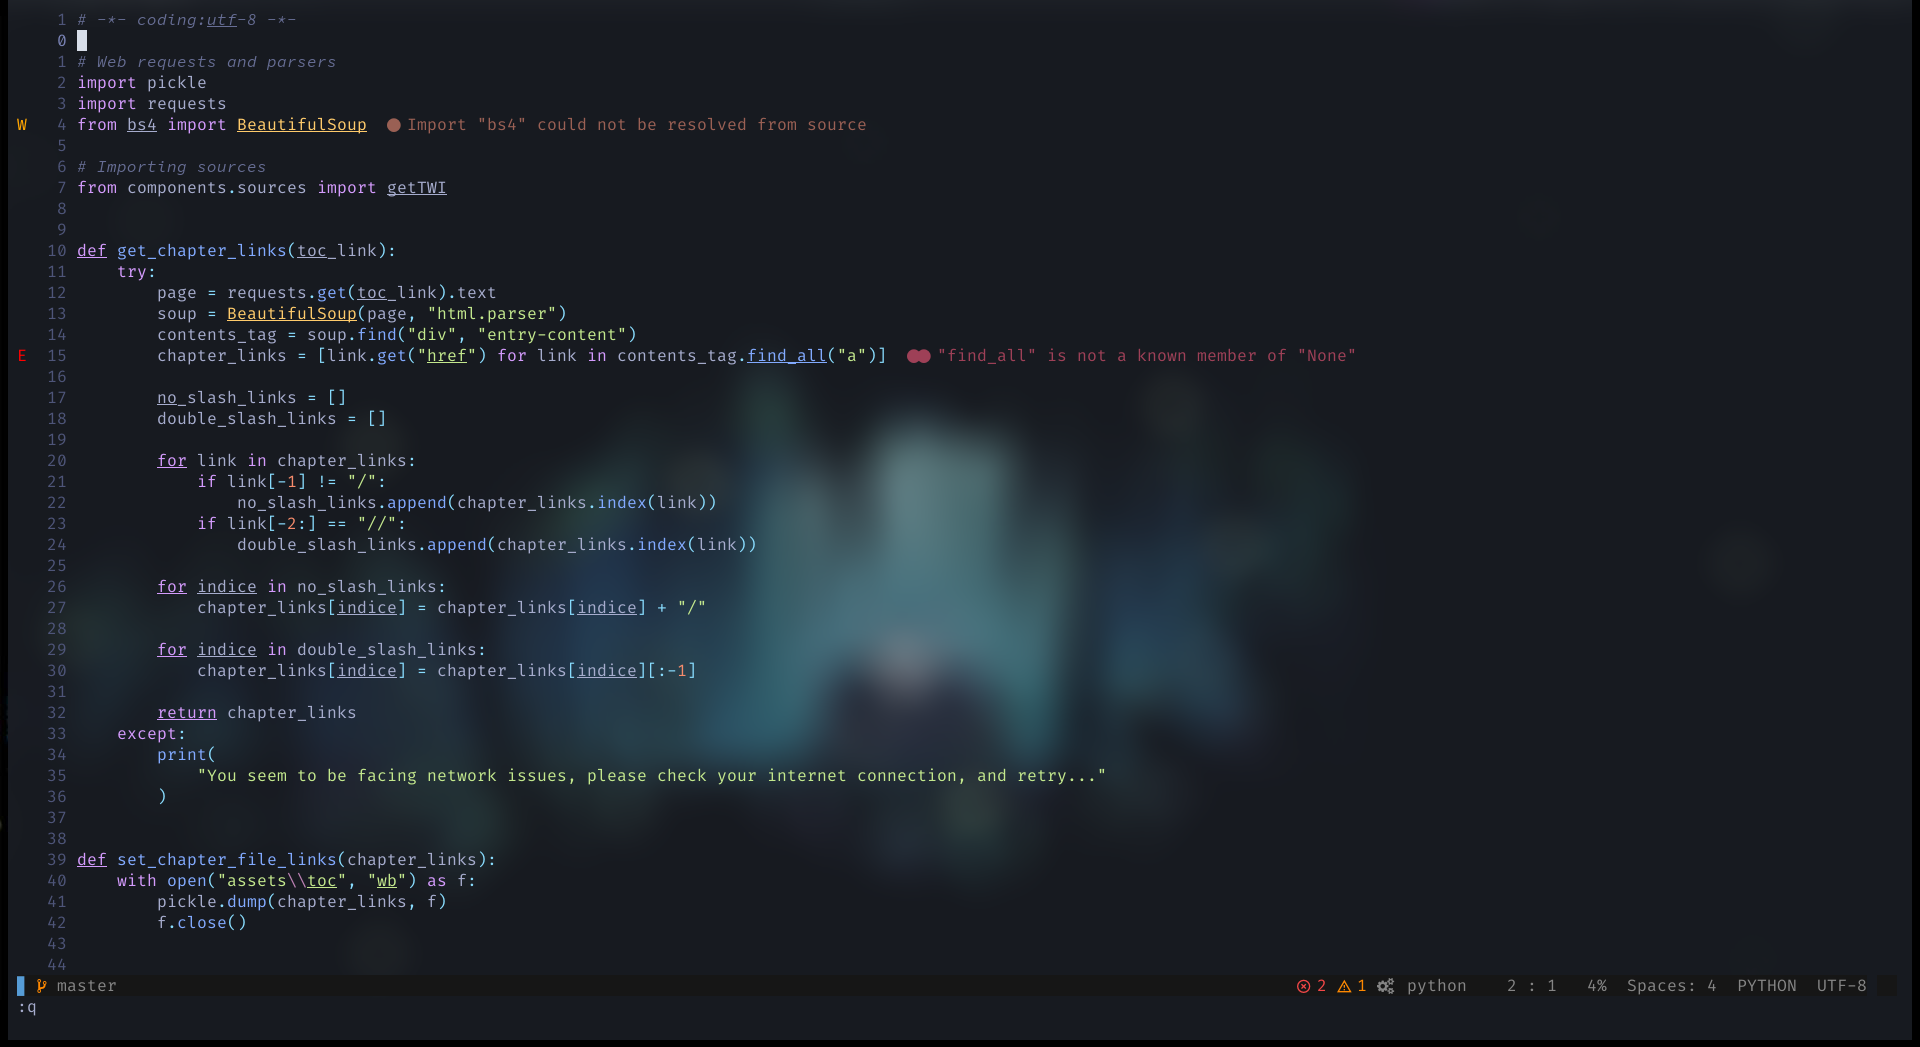 1 # -*- coding:utf-8 -*-
0
1 # Web requests and parsers
2 import pickle
3 import requests
W 4 from bs4 import BeautifulSoup ● Import "bs4" could not be resolved from source
5
6 # Importing sources
7 from components.sources import getTWI
8
9
10 def get_chapter_links(toc_link):
11     try:
12         page = requests.get(toc_link).text
13         soup = BeautifulSoup(page, "html.parser")
14         contents_tag = soup.find("div", "entry-content")
E 15         chapter_links = [link.get("href") for link in contents_tag.find_all("a")] ●● "find_all" is not a known member of "None"
16
17         no_slash_links = []
18         double_slash_links = []
19
20         for link in chapter_links:
21             if link[-1] != "/":
22                 no_slash_links.append(chapter_links.index(link))
23             if link[-2:] == "//":
24                 double_slash_links.append(chapter_links.index(link))
25
26         for indice in no_slash_links:
27             chapter_links[indice] = chapter_links[indice] + "/"
28
29         for indice in double_slash_links:
30             chapter_links[indice] = chapter_links[indice][:-1]
31
32         return chapter_links
33     except:
34         print(
35             "You seem to be facing network issues, please check your internet connection, and retry..."
36         )
37
38
39 def set_chapter_file_links(chapter_links):
40     with open("assets\\toc", "wb") as f:
41         pickle.dump(chapter_links, f)
42         f.close()
43
44
master 2 1 python 2 : 1 4% Spaces: 4 PYTHON UTF-8
:q